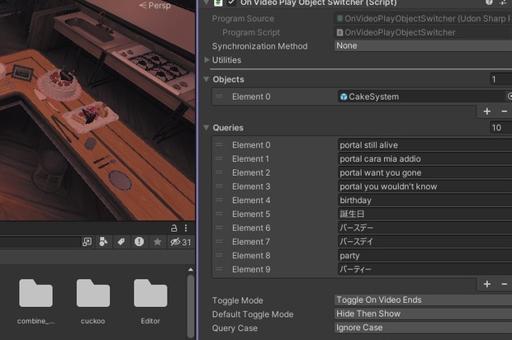 Persp
On Video Play Object Switcher (Script)
Program Source
OnVideoPlayObjectSwitcher (Udon Sharp
Program Script
OnVideoPlayObjectSwitcher
Synchronization Method
None
Utilities
Objects
1
Element 0
CakeSystem
Queries
10
Element 0
portal still alive
Element 1
portal cara mia addio
Element 2
portal want you gone
Element 3
portal you wouldn't know
Element 4
birthday
Element 5
誕生日
Element 6
バースデー
Element 7
バースデイ
Element 8
party
Element 9
パーティー
31
combine_...
cuckoo
Editor
Toggle Mode
Toggle On Video Ends
Default Toggle Mode
Hide Then Show
Query Case
Ignore Case